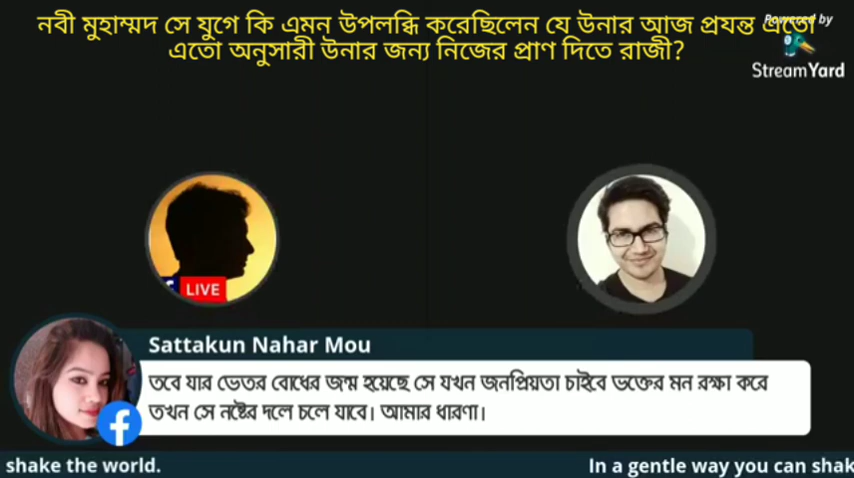 নবী মুহাম্মদ সে যুগে কি এমন উপলব্ধি করেছিলেন যে উনার আজ প্রযন্ত এতো
এতো অনুসারী উনার জন্য নিজের প্রাণ দিতে রাজী?
Powered by
StreamYard
LIVE
Sattakun Nahar Mou
তবে যার ভেতর বোধের জন্ম হয়েছে সে যখন জনপ্রিয়তা চাইবে ভক্তের মন রক্ষা করে
তখন সে নষ্টের দলে চলে যাবে। আমার ধারণা।
shake the world.
In a gentle way you can shak